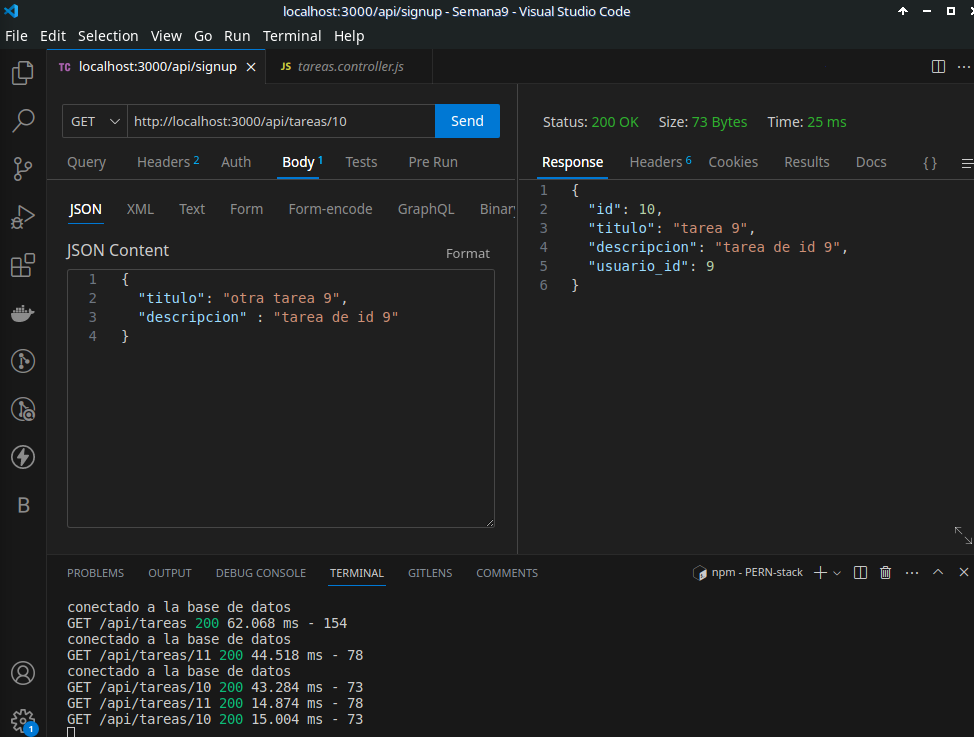 localhost:3000/api/signup - Semana9 - Visual Studio Code
File Edit Selection View Go Run Terminal Help
TC localhost:3000/api/signup
JS tareas.controller.js
GET http://localhost:3000/api/tareas/10 Send
Query Headers 2 Auth Body 1 Tests Pre Run
JSON XML Text Form Form-encode GraphQL Binary
JSON Content Format
1 {
2 "titulo": "otra tarea 9",
3 "descripcion" : "tarea de id 9"
4 }
Status: 200 OK Size: 73 Bytes Time: 25 ms
Response Headers 6 Cookies Results Docs { }
1 {
2 "id": 10,
3 "titulo": "tarea 9",
4 "descripcion": "tarea de id 9",
5 "usuario_id": 9
6 }
B
1
PROBLEMS OUTPUT DEBUG CONSOLE TERMINAL GITLENS COMMENTS
npm - PERN-stack
conectado a la base de datos
GET /api/tareas 200 62.068 ms - 154
conectado a la base de datos
GET /api/tareas/11 200 44.518 ms - 78
conectado a la base de datos
GET /api/tareas/10 200 43.284 ms - 73
GET /api/tareas/11 200 14.874 ms - 78
GET /api/tareas/10 200 15.004 ms - 73